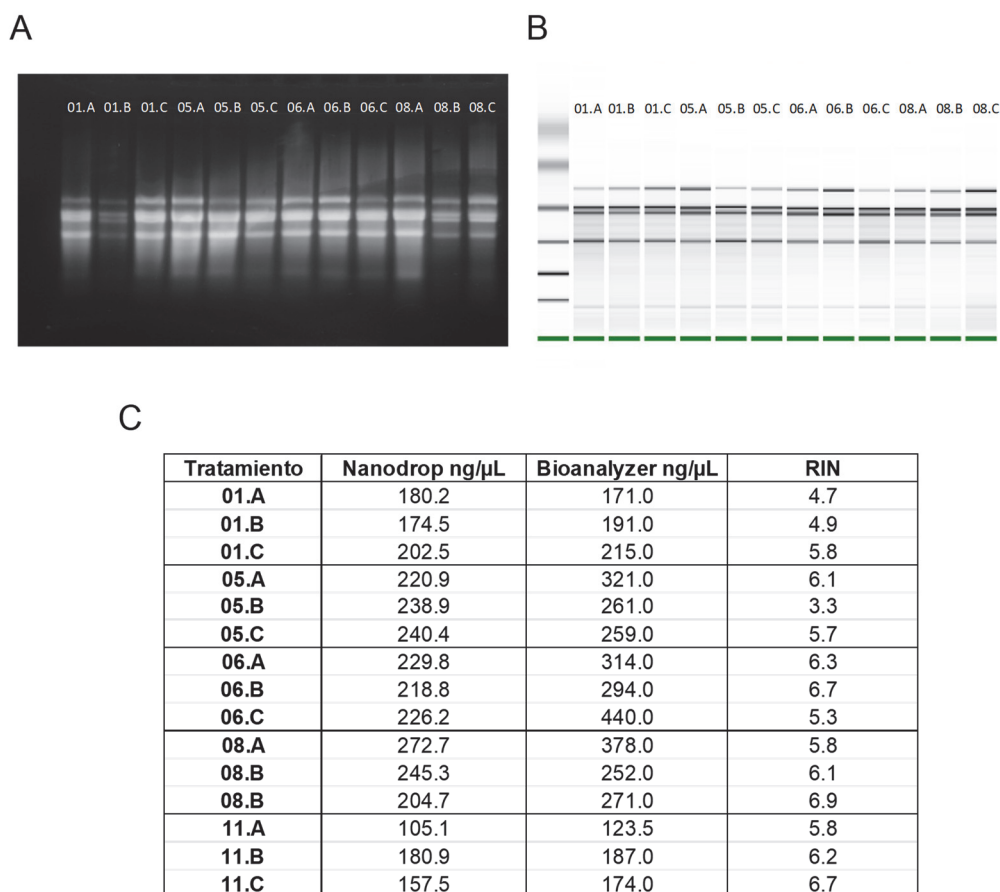 A
B
01.A 01.B 01.C 05.A 05.B 05.C 06.A 06.B 06.C 08.A 08.B 08.C
01.A 01.B 01.C 05.A 05.B 05.C 06.A 06.B 06.C 08.A 08.B 08.C
C
Tratamiento Nanodrop ng/µL Bioanalyzer ng/µL RIN
01.A 180.2 171.0 4.7
01.B 174.5 191.0 4.9
01.C 202.5 215.0 5.8
05.A 220.9 321.0 6.1
05.B 238.9 261.0 3.3
05.C 240.4 259.0 5.7
06.A 229.8 314.0 6.3
06.B 218.8 294.0 6.7
06.C 226.2 440.0 5.3
08.A 272.7 378.0 5.8
08.B 245.3 252.0 6.1
08.B 204.7 271.0 6.9
11.A 105.1 123.5 5.8
11.B 180.9 187.0 6.2
11.C 157.5 174.0 6.7